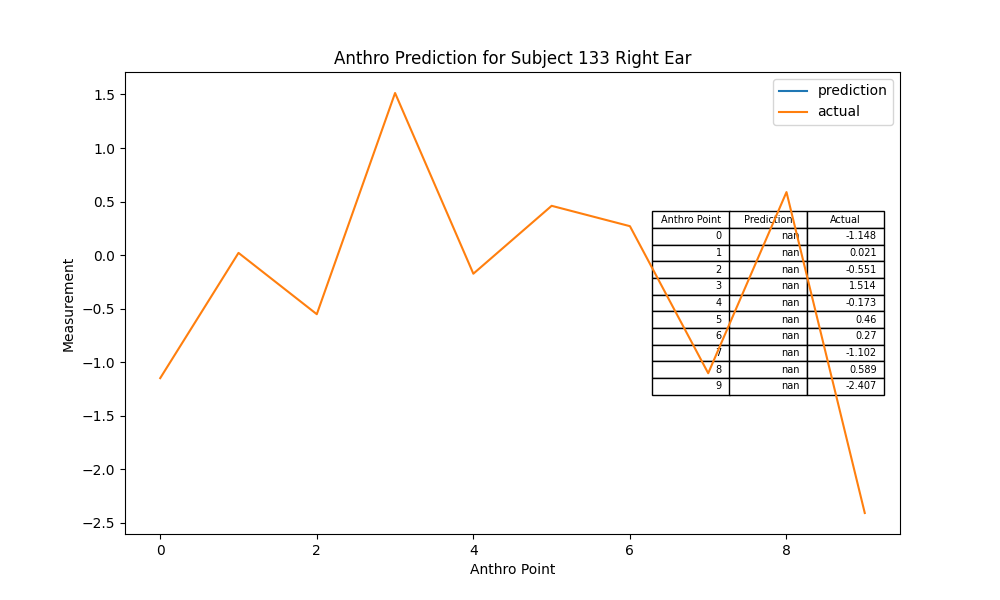 Anthro Prediction for Subject 133 Right Ear
prediction
actual
1.5
1.0
0.5
0.0
−0.5
−1.0
−1.5
−2.0
−2.5
Measurement
Anthro Point Prediction Actual
0 nan -1.148
1 nan 0.021
2 nan -0.551
3 nan 1.514
4 nan -0.173
5 nan 0.46
6 nan 0.27
7 nan -1.102
8 nan 0.589
9 nan -2.407
0 2 4 6 8
Anthro Point